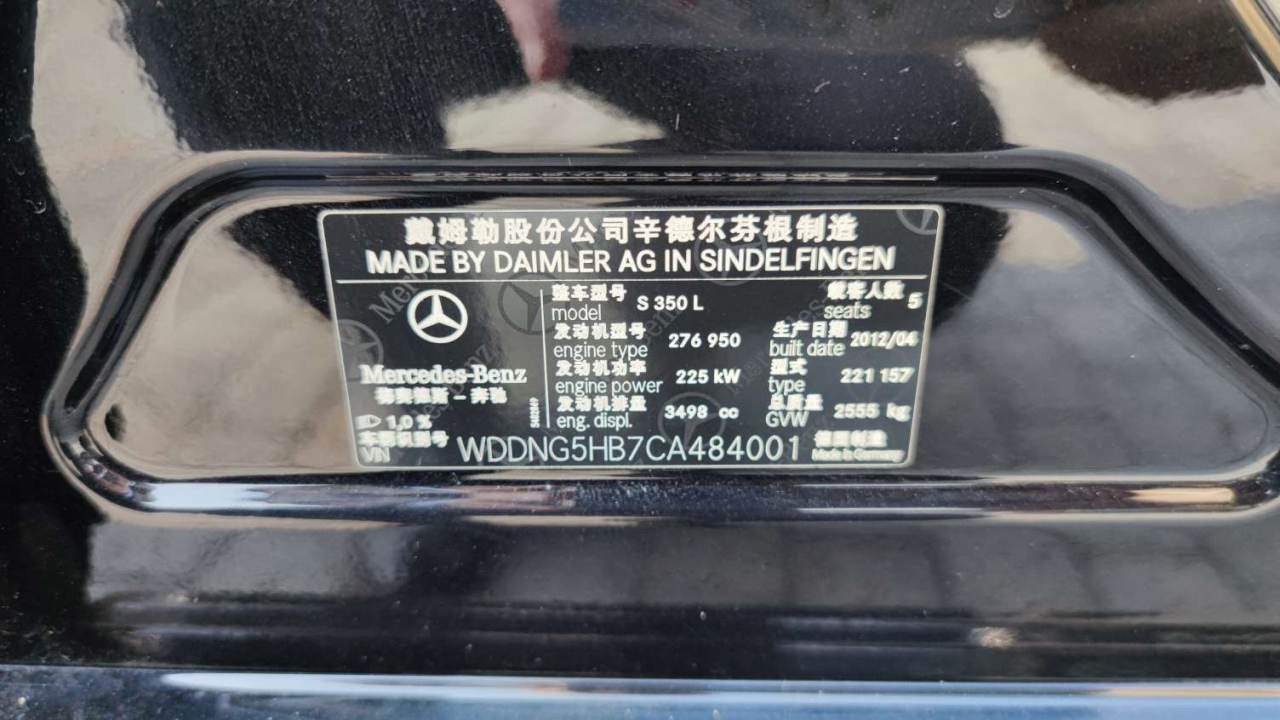 戴姆勒股份公司辛德尔芬根制造
MADE BY DAIMLER AG IN SINDELFINGEN
整车型号
model S 350 L
载客人数
seats 5
发动机型号
engine type 276 950
生产日期
built date 2012/04
发动机功率
engine power 225 kW
型式
type 221 157
发动机排量
eng. displ. 3498 cc
总质量
GVW 2555 kg
Mercedes-Benz
梅赛德斯-奔驰
1,0 %
车辆识别型号
VIN WDDNG5HB7CA484001
德国制造
Made in Germany